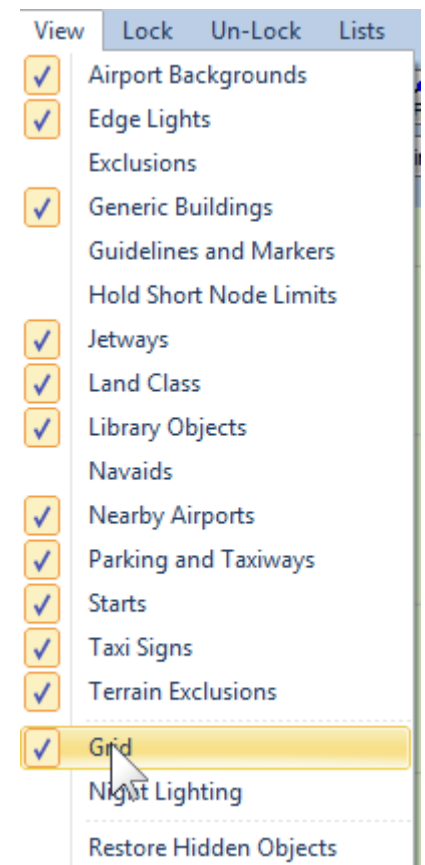 View Lock Un-Lock Lists
Airport Backgrounds
Edge Lights
Exclusions
Generic Buildings
Guidelines and Markers
Hold Short Node Limits
Jetways
Land Class
Library Objects
Navaids
Nearby Airports
Parking and Taxiways
Starts
Taxi Signs
Terrain Exclusions
Grid
Night Lighting
Restore Hidden Objects